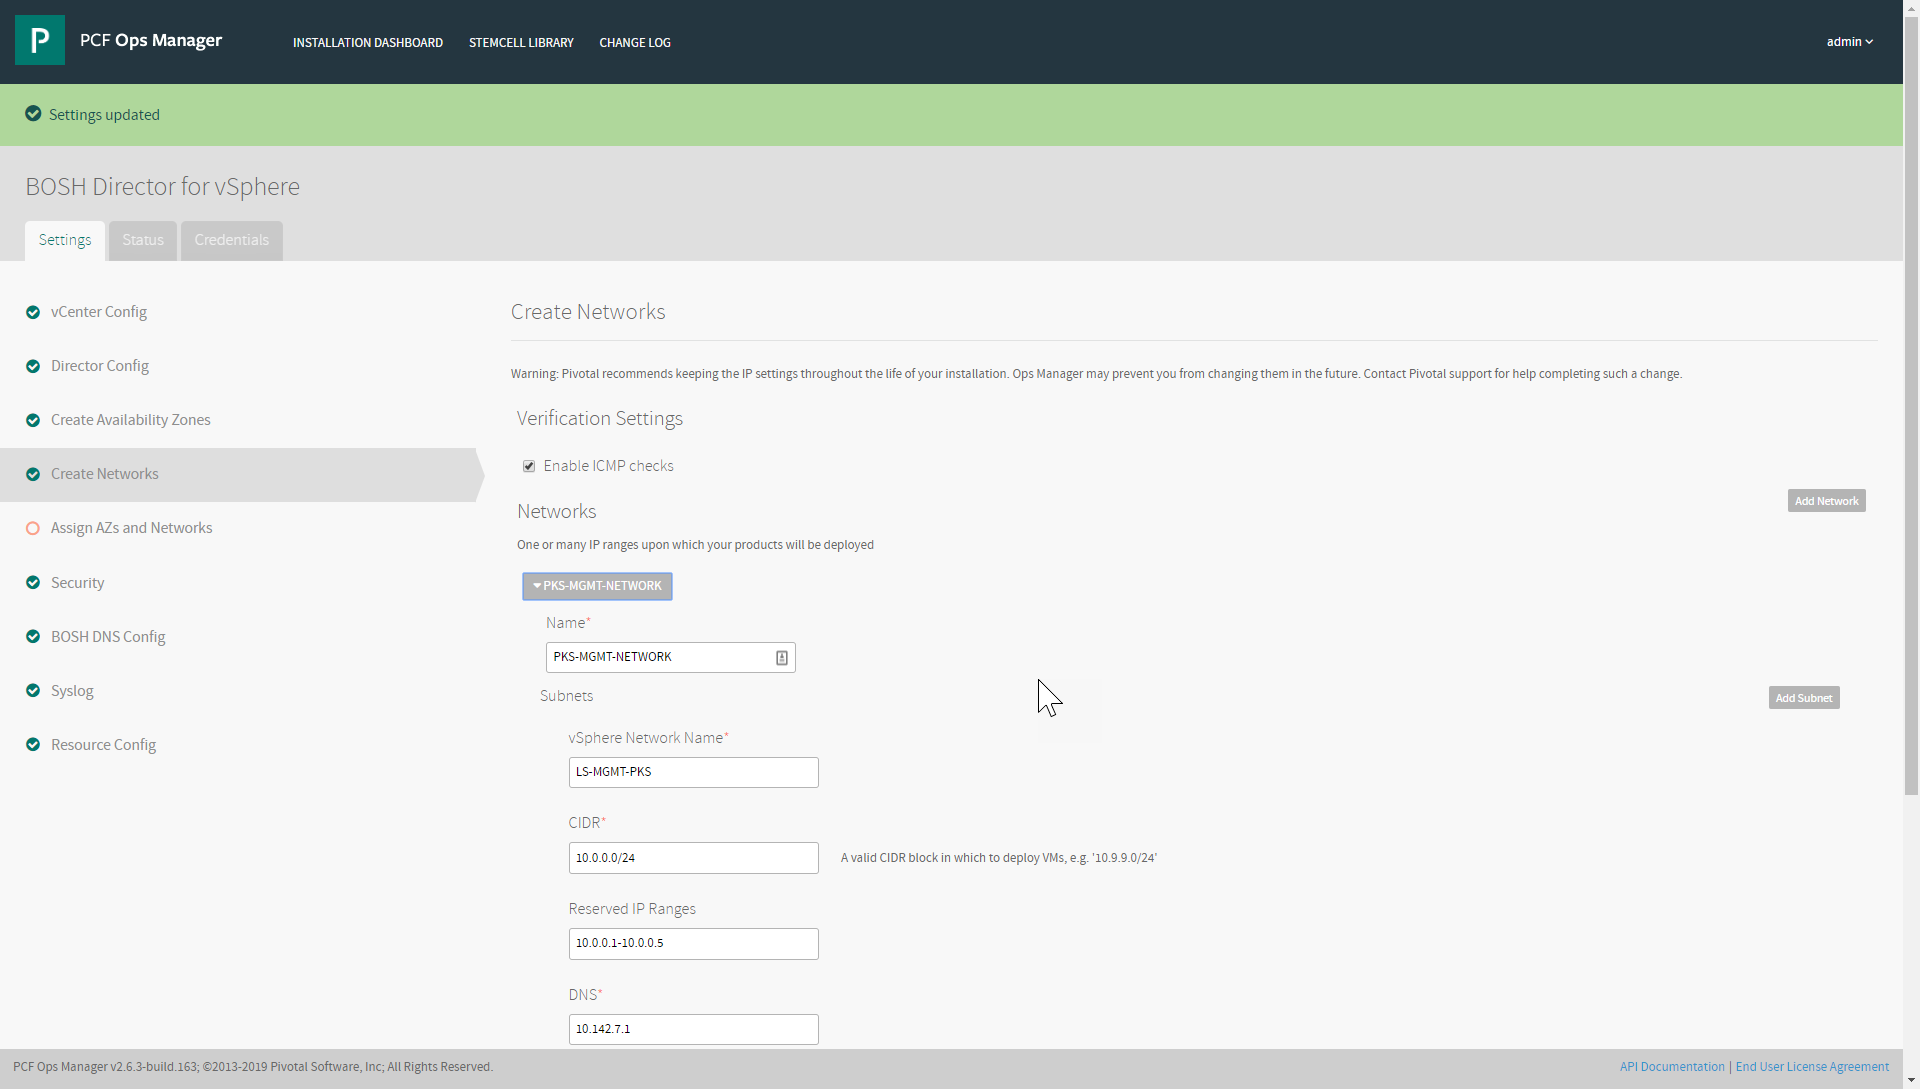 P
PCF Ops Manager
INSTALLATION DASHBOARD
STEMCELL LIBRARY
CHANGE LOG
admin
Settings updated
BOSH Director for vSphere
Settings
Status
Credentials
vCenter Config
Director Config
Create Availability Zones
Create Networks
Assign AZs and Networks
Security
BOSH DNS Config
Syslog
Resource Config
Create Networks
Warning: Pivotal recommends keeping the IP settings throughout the life of your installation. Ops Manager may prevent you from changing them in the future. Contact Pivotal support for help completing such a change.
Verification Settings
Enable ICMP checks
Networks
Add Network
One or many IP ranges upon which your products will be deployed
PKS-MGMT-NETWORK
Name*
PKS-MGMT-NETWORK
Subnets
Add Subnet
vSphere Network Name*
LS-MGMT-PKS
CIDR*
10.0.0.0/24
A valid CIDR block in which to deploy VMs, e.g. '10.9.9.0/24'
Reserved IP Ranges
10.0.0.1-10.0.0.5
DNS*
10.142.7.1
PCF Ops Manager v2.6.3-build.163; ©2013-2019 Pivotal Software, Inc; All Rights Reserved.
API Documentation | End User License Agreement